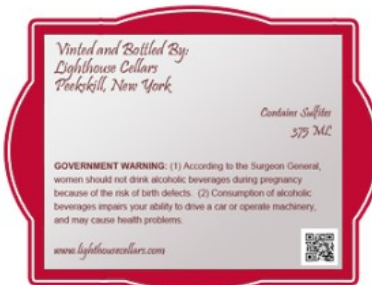 Vinted and Bottled By:
Lighthouse Cellars
Peekskill, New York
Contains Sulfites
375 ML
GOVERNMENT WARNING: (1) According to the Surgeon General,
women should not drink alcoholic beverages during pregnancy
because of the risk of birth defects. (2) Consumption of alcoholic
beverages impairs your ability to drive a car or operate machinery,
and may cause health problems.
www.lighthousecellars.com